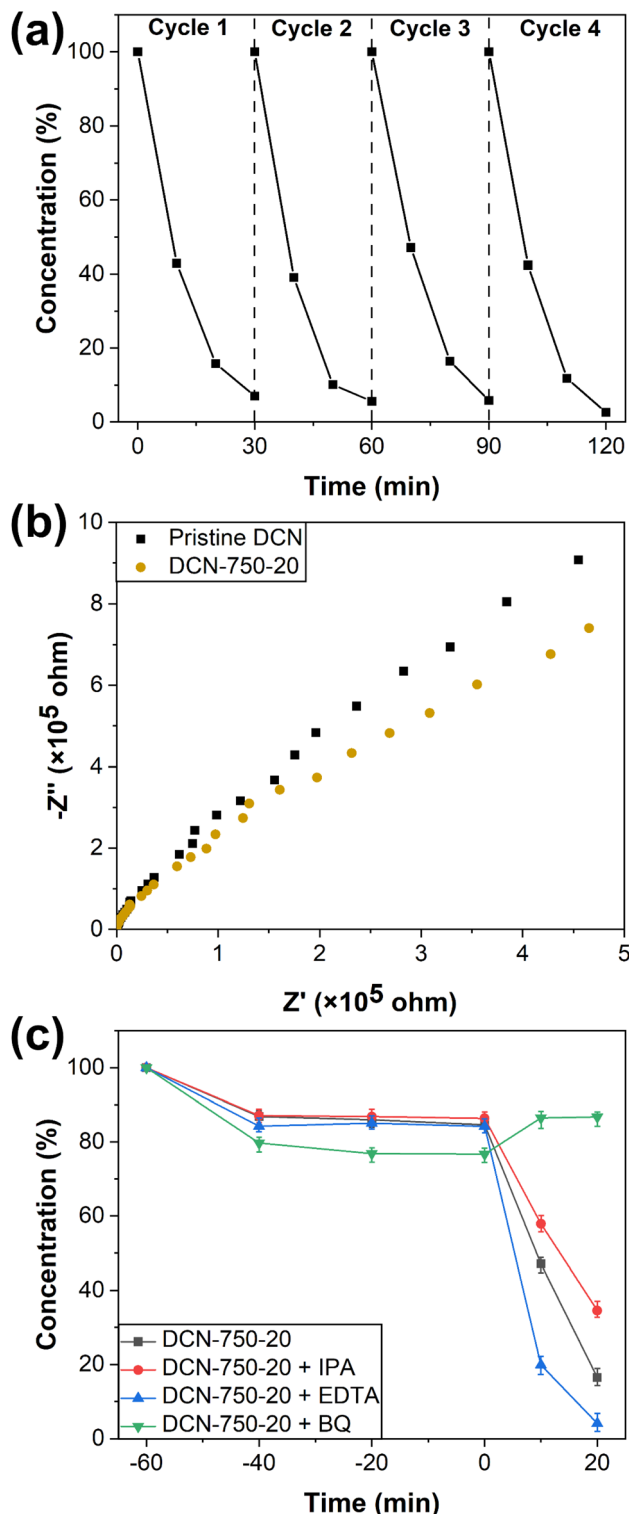 (a)
Cycle 1 Cycle 2 Cycle 3 Cycle 4
100
80
60
40
20
0
Concentration (%)
0 30 60 90 120
Time (min)
(b)
Pristine DCN
DCN-750-20
10
8
6
4
2
0
-Z" (×10⁵ ohm)
0 1 2 3 4 5
Z' (×10⁵ ohm)
(c)
100
80
60
40
20
0
Concentration (%)
DCN-750-20
DCN-750-20 + IPA
DCN-750-20 + EDTA
DCN-750-20 + BQ
-60 -40 -20 0 20
Time (min)